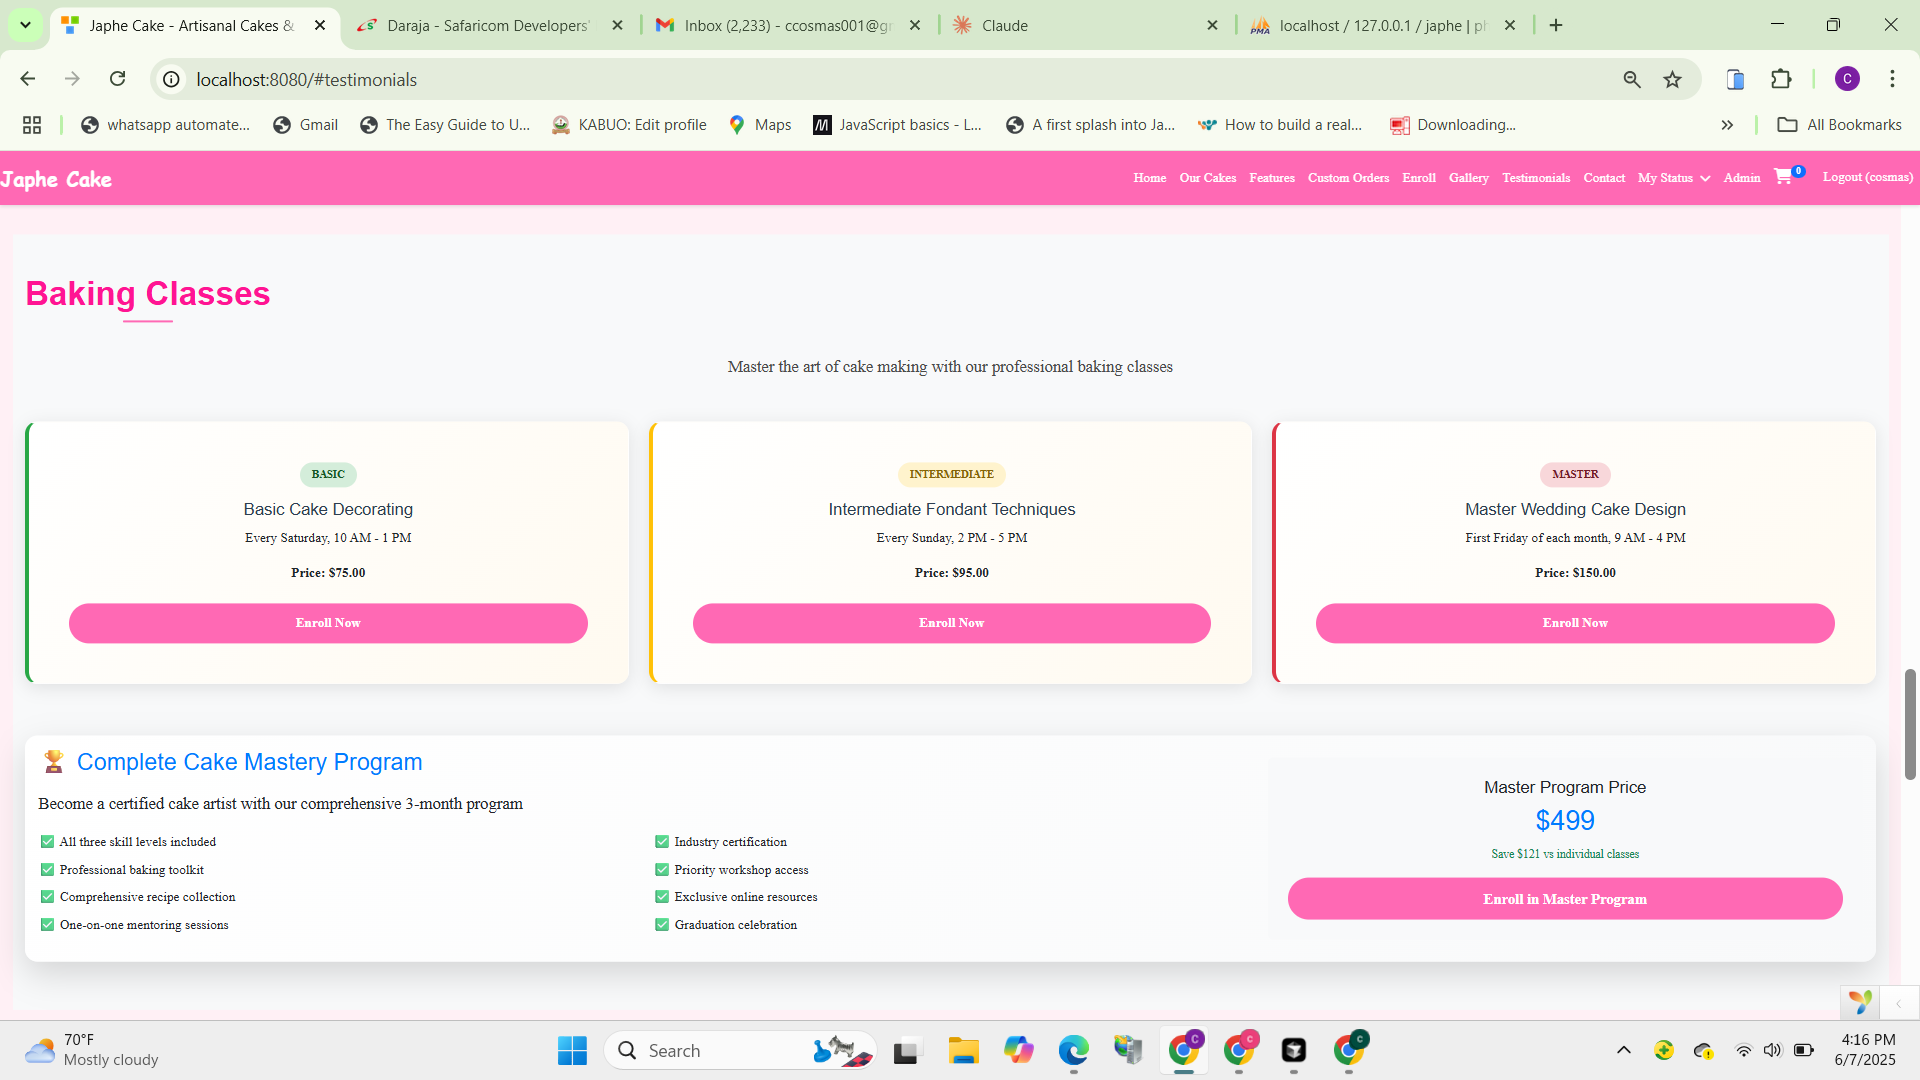 Japhe Cake - Artisanal Cakes &
Daraja - Safaricom Developers'
Inbox (2,233) - ccosmas001@gr
Claude
localhost / 127.0.0.1 / japhe | ph
localhost:8080/#testimonials
C
whatsapp automate...
Gmail
The Easy Guide to U...
KABUO: Edit profile
Maps
JavaScript basics - L...
A first splash into Ja...
How to build a real...
Downloading...
All Bookmarks
Japhe Cake
Home
Our Cakes
Features
Custom Orders
Enroll
Gallery
Testimonials
Contact
My Status
Admin
0
Logout (cosmas)
Baking Classes
Master the art of cake making with our professional baking classes
BASIC
Basic Cake Decorating
Every Saturday, 10 AM - 1 PM
Price: $75.00
Enroll Now
INTERMEDIATE
Intermediate Fondant Techniques
Every Sunday, 2 PM - 5 PM
Price: $95.00
Enroll Now
MASTER
Master Wedding Cake Design
First Friday of each month, 9 AM - 4 PM
Price: $150.00
Enroll Now
Complete Cake Mastery Program
Become a certified cake artist with our comprehensive 3-month program
All three skill levels included
Professional baking toolkit
Comprehensive recipe collection
One-on-one mentoring sessions
Industry certification
Priority workshop access
Exclusive online resources
Graduation celebration
Master Program Price
$499
Save $121 vs individual classes
Enroll in Master Program
70°F
Mostly cloudy
Search
4:16 PM
6/7/2025